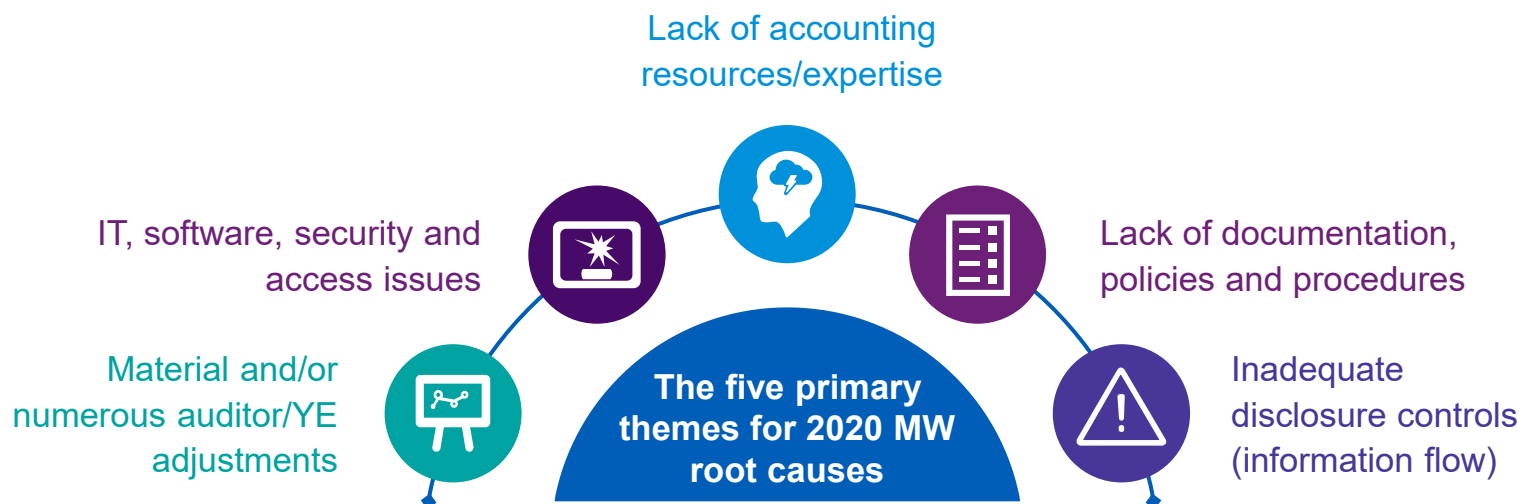 Lack of accounting
resources/expertise
IT, software, security and
access issues
Lack of documentation,
policies and procedures
Material and/or
numerous auditor/YE
adjustments
The five primary
themes for 2020 MW
root causes
Inadequate
disclosure controls
(information flow)